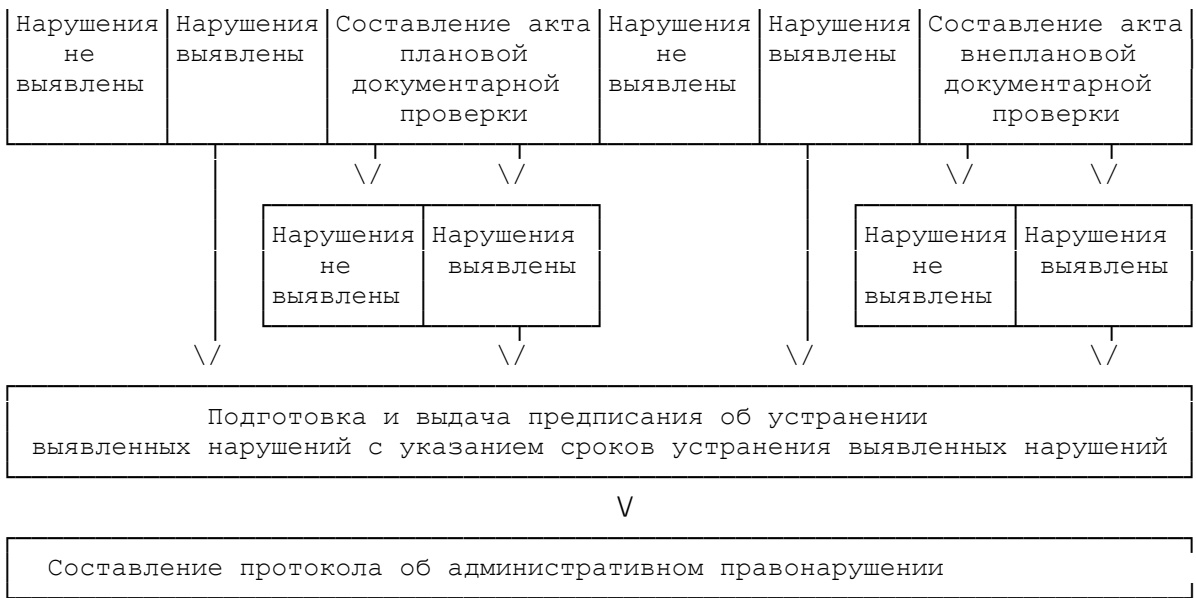 Нарушения Нарушения Составление акта Нарушения Нарушения Составление акта
не выявлены плановой не выявлены внеплановой
выявлены документарной выявлены документарной
проверки проверки
\/ \/ \/ \/
Нарушения Нарушения Нарушения Нарушения
не выявлены не выявлены
выявлены выявлены
\/ \/ \/ \/
Подготовка и выдача предписания об устранении
выявленных нарушений с указанием сроков устранения выявленных нарушений
\/
Составление протокола об административном правонарушении